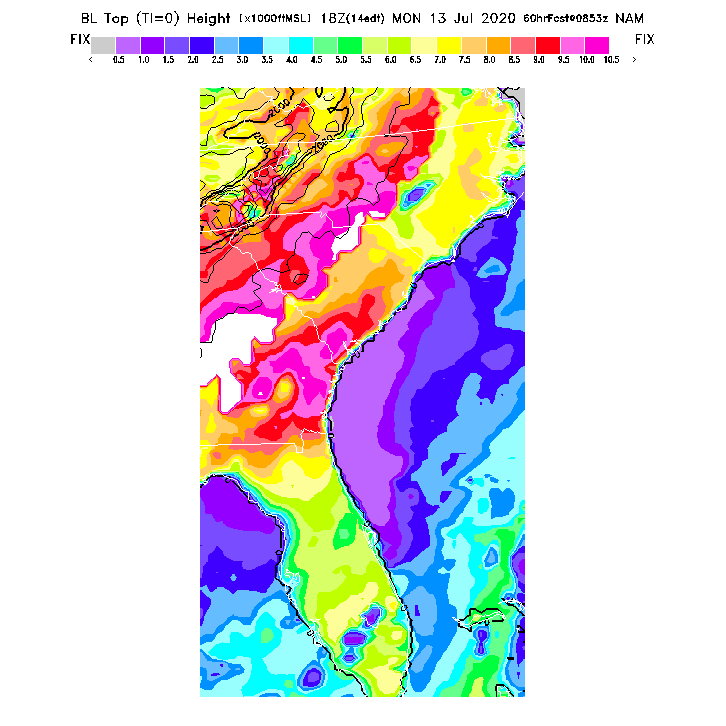 BL Top (TI=0) Height [x1000ftMSL] 18Z(14edt) MON 13 Jul 2020 60hrFcst@0853z NAM
FIX FIX
< 0.5 1.0 1.5 2.0 2.5 3.0 3.5 4.0 4.5 5.0 5.5 6.0 6.5 7.0 7.5 8.0 8.5 9.0 9.5 10.0 10.5 >
2000
2000
2000